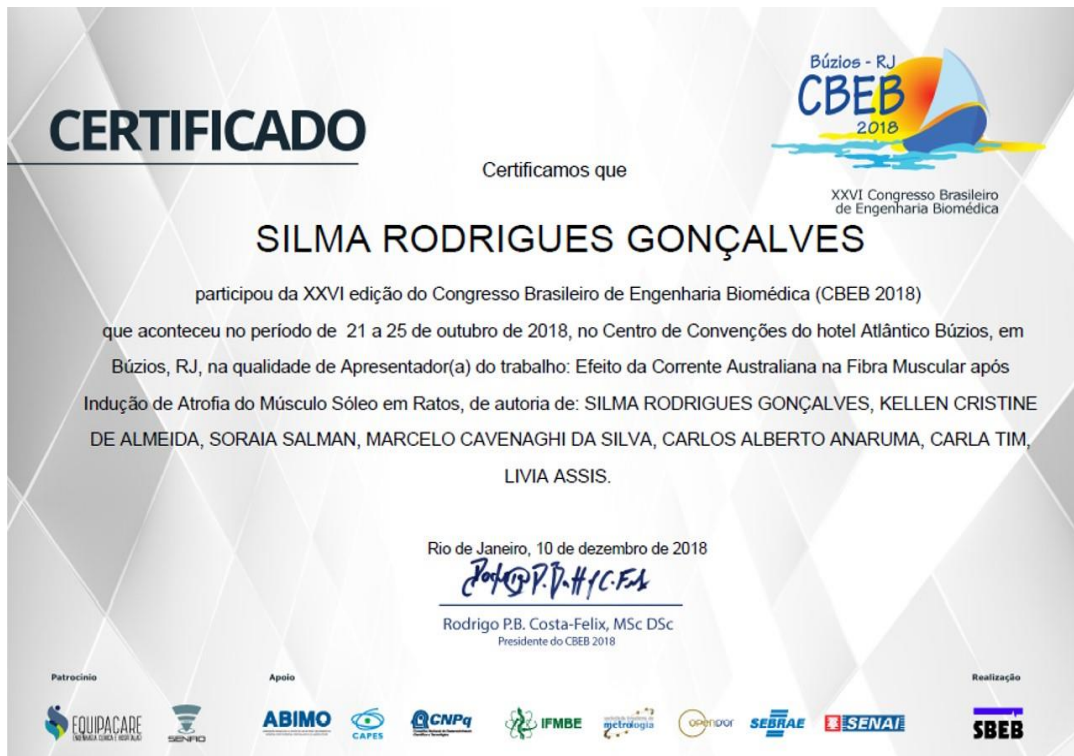 Búzios - RJ
CBEB
2018
XXVI Congresso Brasileiro
de Engenharia Biomédica
CERTIFICADO
Certificamos que
SILMA RODRIGUES GONÇALVES
participou da XXVI edição do Congresso Brasileiro de Engenharia Biomédica (CBEB 2018)
que aconteceu no período de 21 a 25 de outubro de 2018, no Centro de Convenções do hotel Atlântico Búzios, em
Búzios, RJ, na qualidade de Apresentador(a) do trabalho: Efeito da Corrente Australiana na Fibra Muscular após
Indução de Atrofia do Músculo Sóleo em Ratos, de autoria de: SILMA RODRIGUES GONÇALVES, KELLEN CRISTINE
DE ALMEIDA, SORAIA SALMAN, MARCELO CAVENAGHI DA SILVA, CARLOS ALBERTO ANARUMA, CARLA TIM,
LIVIA ASSIS.
Rio de Janeiro, 10 de dezembro de 2018
Rodrigo P.B. Costa-Felix, MSc DSc
Presidente do CBEB 2018
Patrocinio
Apoio
Realização
EQUIPACARE
ENGENHARIA CLÍNICA E HOSPITALAR
SENFIO
ABIMO
CAPES
CNPq
IFMBE
metrologia
SEBRAE
SENAI
SBEB